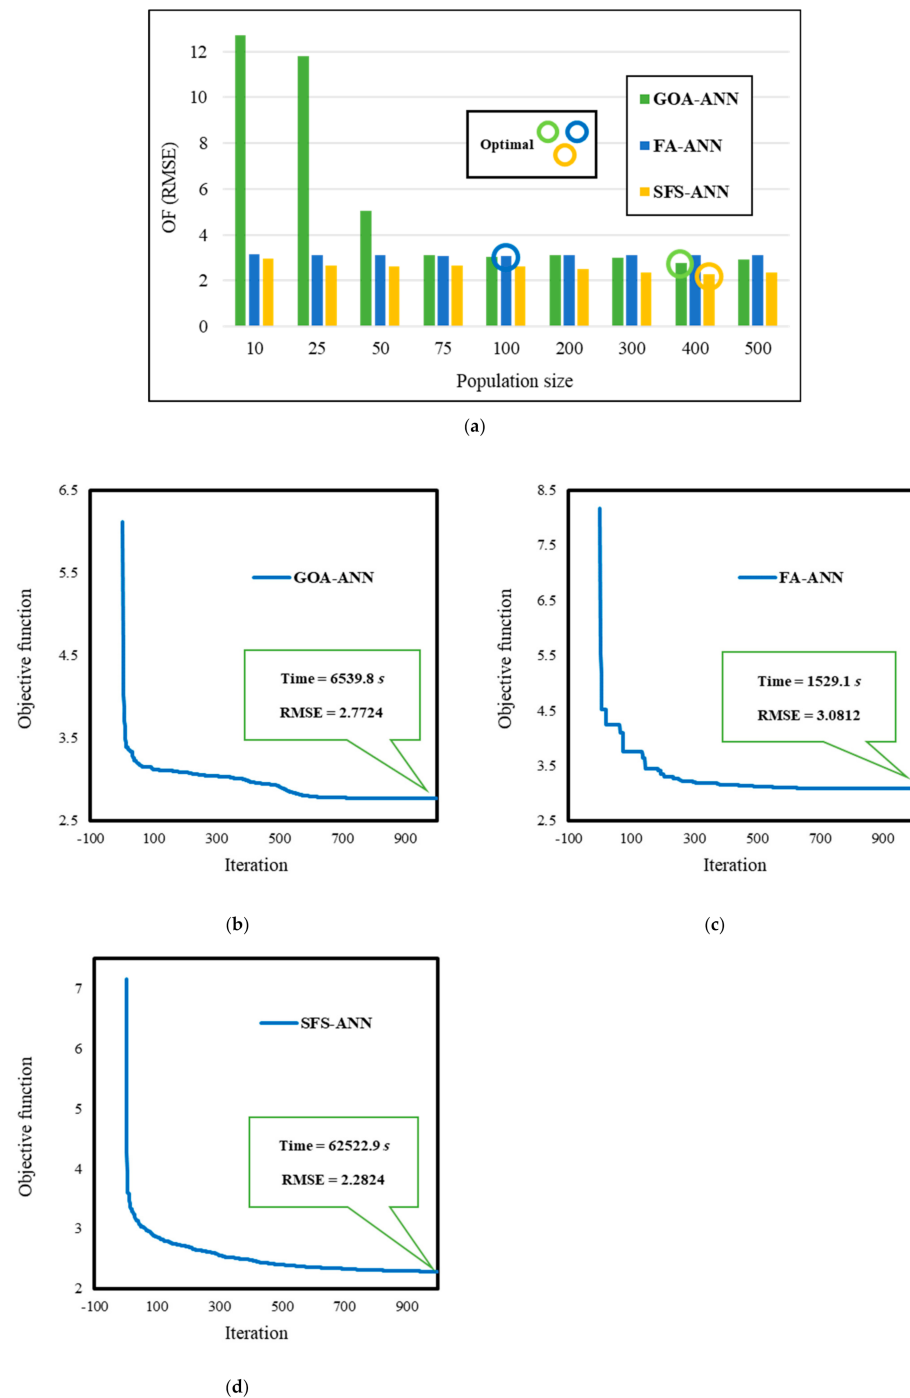 12
10
8
6
4
2
0
OF (RMSE)
Optimal
GOA-ANN
FA-ANN
SFS-ANN
10 25 50 75 100 200 300 400 500
Population size
(a)
6.5
5.5
4.5
3.5
2.5
Objective function
GOA-ANN
Time = 6539.8 s
RMSE = 2.7724
-100 100 300 500 700 900
Iteration
(b)
8.5
7.5
6.5
5.5
4.5
3.5
2.5
Objective function
FA-ANN
Time = 1529.1 s
RMSE = 3.0812
-100 100 300 500 700 900
Iteration
(c)
7
6
5
4
3
2
Objective function
SFS-ANN
Time = 62522.9 s
RMSE = 2.2824
-100 100 300 500 700 900
Iteration
(d)